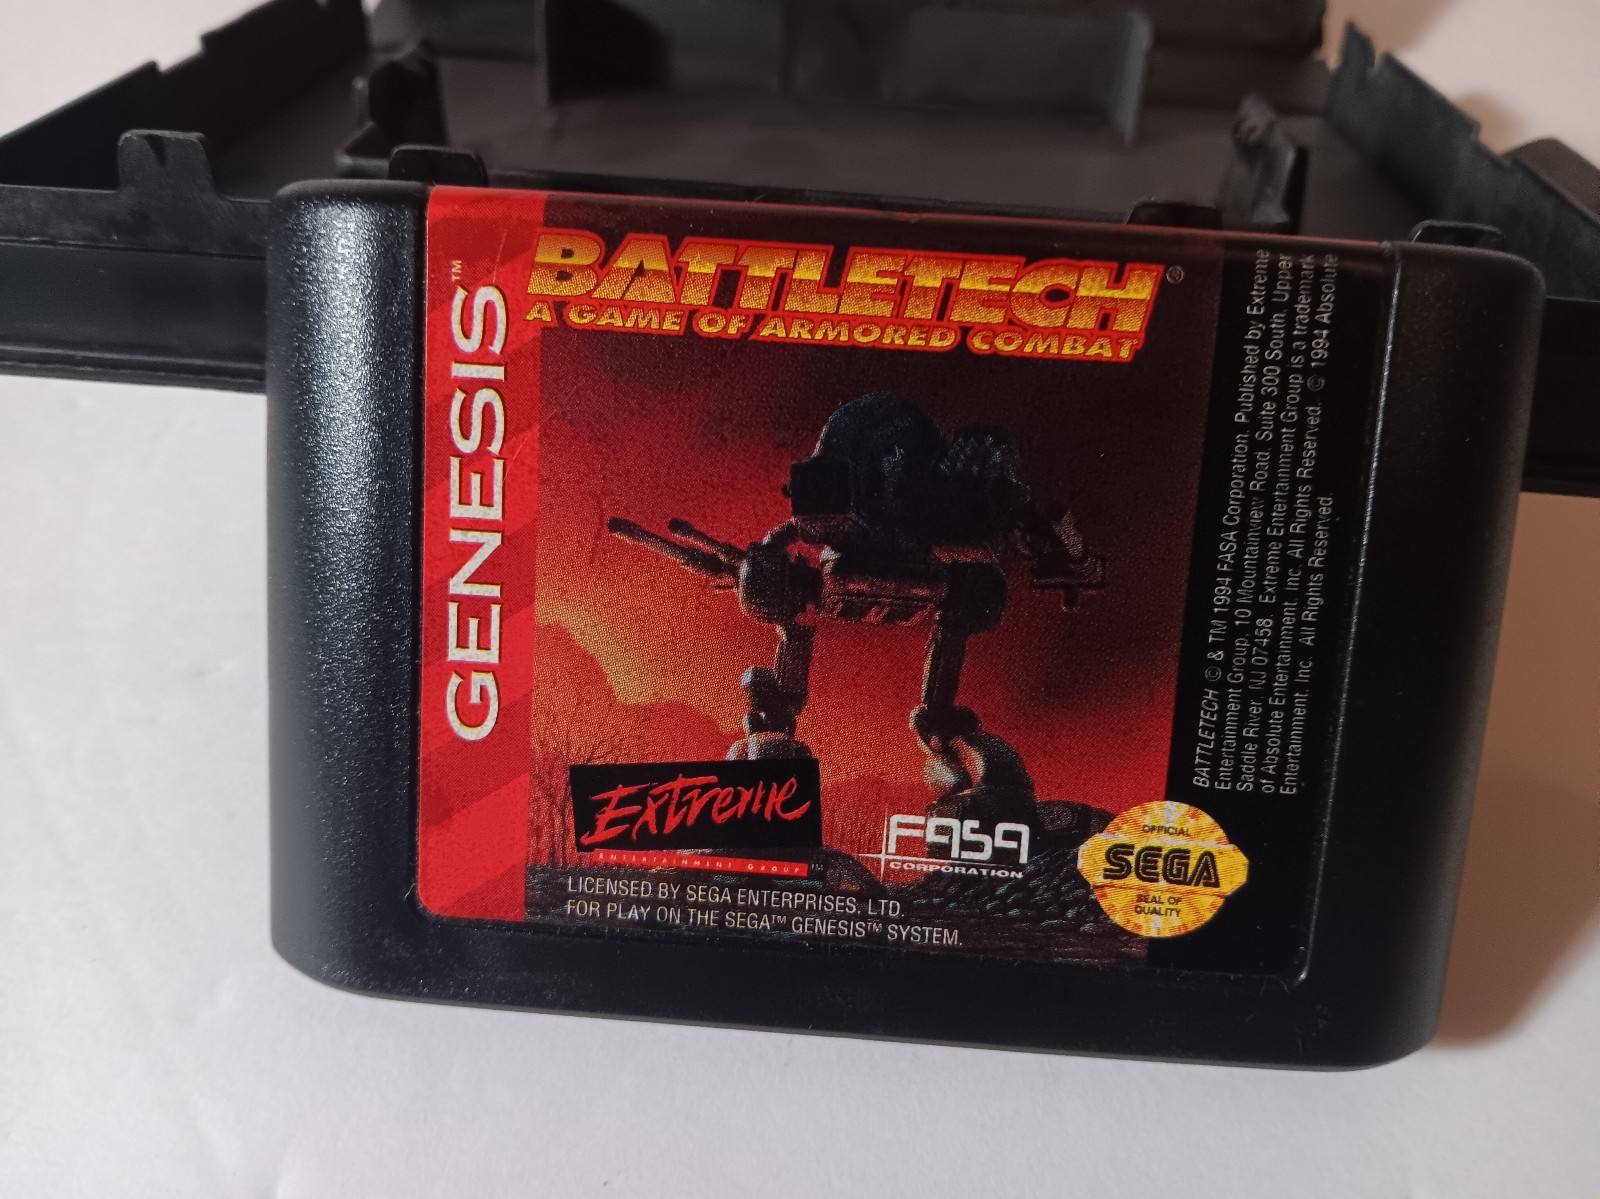 GENESIS™
BATTLETECH®
A GAME OF ARMORED COMBAT
Extreme
ENTERTAINMENT GROUP ™
FASA
CORPORATION
LICENSED BY SEGA ENTERPRISES, LTD.
FOR PLAY ON THE SEGA™ GENESIS™ SYSTEM.
OFFICIAL
SEGA
SEAL OF
QUALITY
BATTLETECH © & TM 1994 FASA Corporation. Published by Extreme
Entertainment Group, 10 Mountainview Road, Suite 300 South, Upper
Saddle River, NJ 07458. Extreme Entertainment Group is a trademark
of Absolute Entertainment, Inc. All Rights Reserved. © 1994 Absolute
Entertainment, Inc. All Rights Reserved.